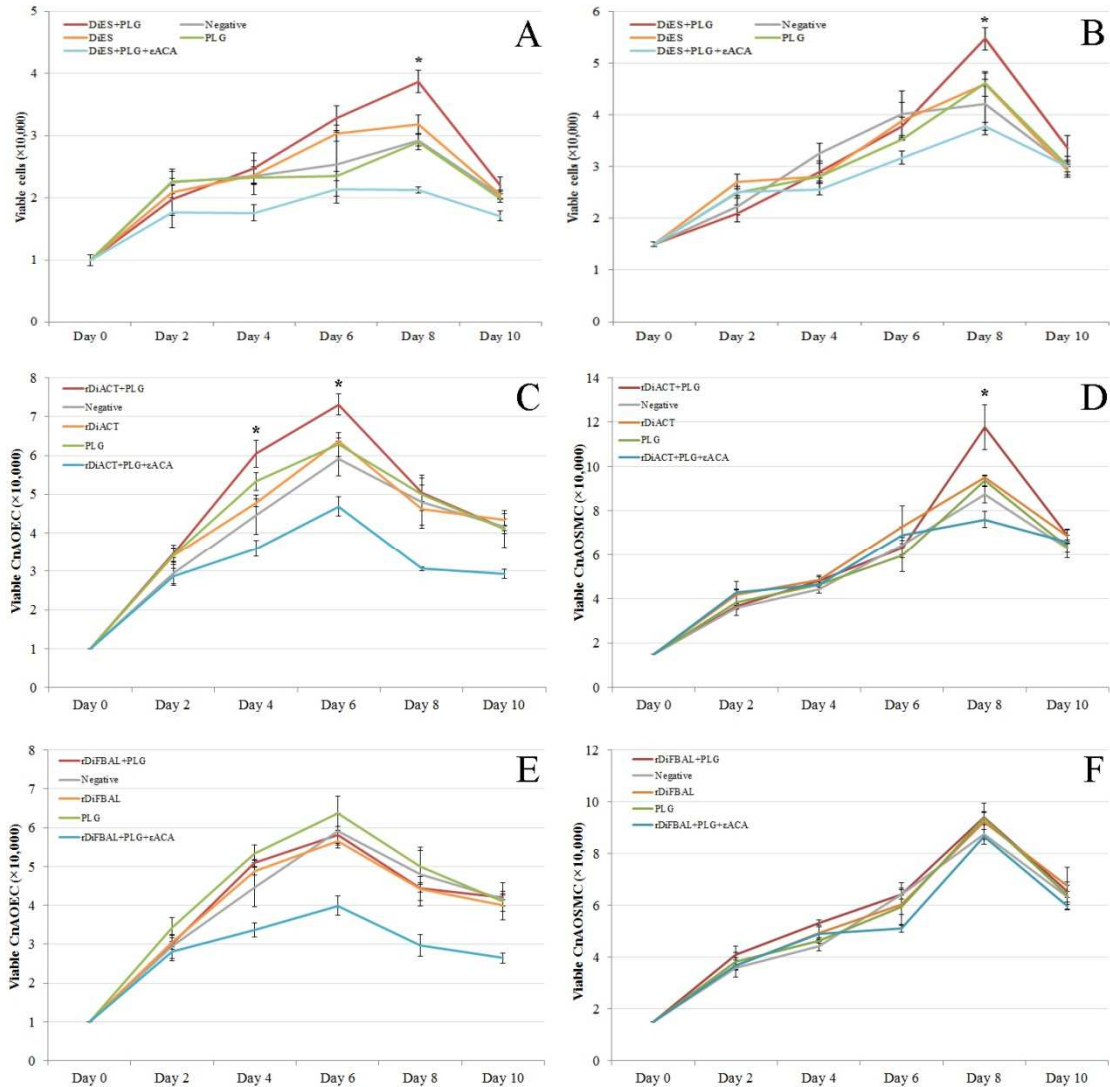 A
DiES+PLG Negative
DiES PLG
DiES+PLG+εACA
*
Viable cells (×10,000)
5
4
3
2
1
0
Day 0 Day 2 Day 4 Day 6 Day 8 Day 10
B
DiES+PLG Negative
DiES PLG
DiES+PLG+εACA
*
Viable cells (×10,000)
6
5
4
3
2
1
0
Day 0 Day 2 Day 4 Day 6 Day 8 Day 10
C
rDiACT+PLG
Negative
rDiACT
PLG
rDiACT+PLG+εACA
* *
Viable CnAOEC (×10,000)
8
7
6
5
4
3
2
1
0
Day 0 Day 2 Day 4 Day 6 Day 8 Day 10
D
rDiACT+PLG
Negative
rDiACT
PLG
rDiACT+PLG+εACA
*
Viable CnAOSMC (×10,000)
14
12
10
8
6
4
2
0
Day 0 Day 2 Day 4 Day 6 Day 8 Day 10
E
rDiFBAL+PLG
Negative
rDiFBAL
PLG
rDiFBAL+PLG+εACA
Viable CnAOEC (×10,000)
8
7
6
5
4
3
2
1
0
Day 0 Day 2 Day 4 Day 6 Day 8 Day 10
F
rDiFBAL+PLG
Negative
rDiFBAL
PLG
rDiFBAL+PLG+εACA
Viable CnAOSMC (×10,000)
12
10
8
6
4
2
0
Day 0 Day 2 Day 4 Day 6 Day 8 Day 10